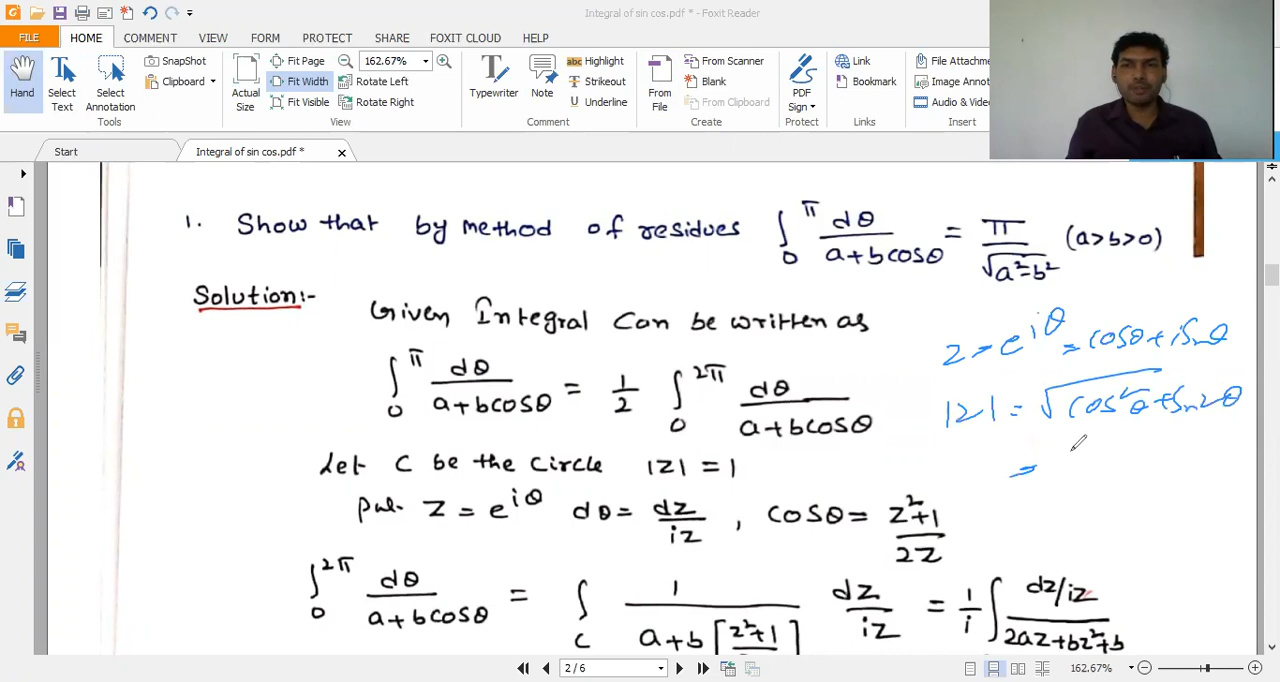 Integral of sin cos.pdf * - Foxit Reader
FILE HOME COMMENT VIEW FORM PROTECT SHARE FOXIT CLOUD HELP
Hand
Select Text
SnapShot
Clipboard
Select Annotation
Tools
Actual Size
Fit Page
Fit Width
Fit Visible
162.67%
Rotate Left
Rotate Right
View
Typewriter
Note
Highlight
Strikeout
Underline
Comment
From File
From Scanner
Blank
From Clipboard
Create
PDF Sign
Protect
Link
Bookmark
Links
File Attachme
Image Annot
Audio & Vide
Insert
Start
Integral of sin cos.pdf *
1. Show that by method of residues ∫₀^π dθ/(a+bcosθ) = π/√(a²-b²) (a>b>0)
Solution:-
Given Integral can be written as
∫₀^π dθ/(a+bcosθ) = 1/2 ∫₀^2π dθ/(a+bcosθ)
Let C be the circle |z| = 1
Put z = e^iθ dθ = dz/iz , cosθ = (z²+1)/2z
∫₀^2π dθ/(a+bcosθ) = ∫_C 1/(a+b[z²+1]) dz/iz = 1/i ∫ (dz/iz)/(2az+bz²+b)
z = e^iθ = cosθ+isinθ
|z| = √(cos²θ+sin2θ
=
2 / 6
162.67%